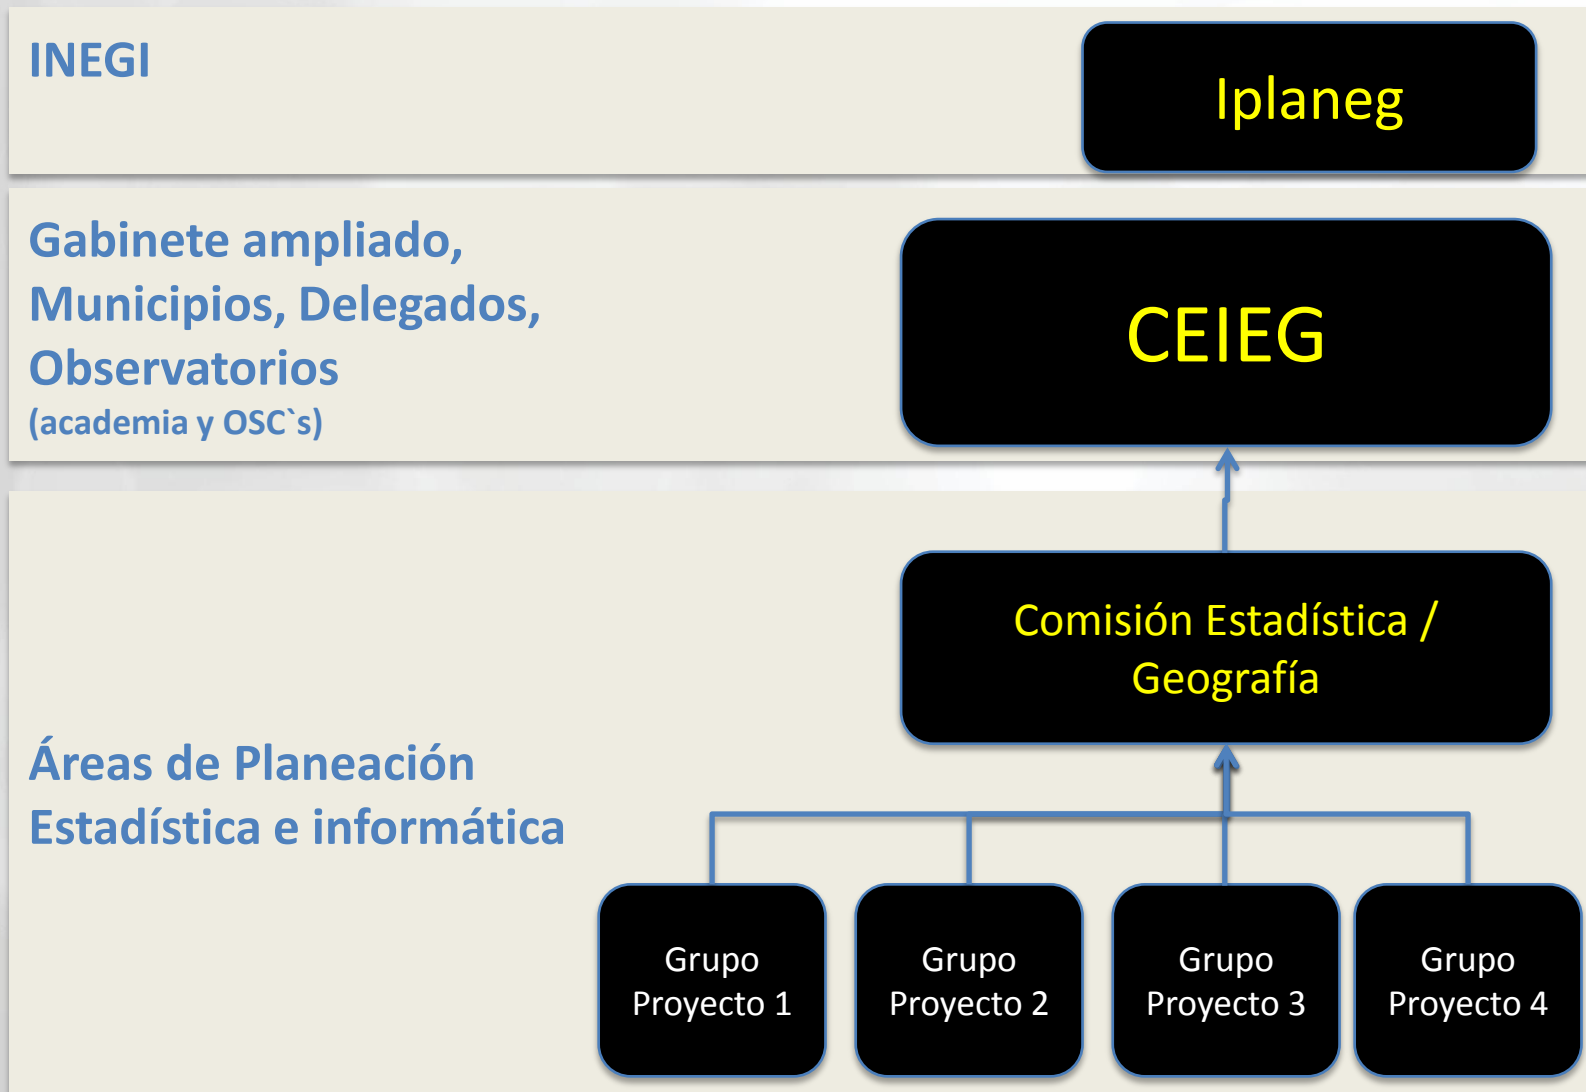 INEGI
Iplaneg
Gabinete ampliado,
Municipios, Delegados,
Observatorios
(academia y OSC`s)
CEIEG
Comisión Estadística /
Geografía
Áreas de Planeación
Estadística e informática
Grupo
Proyecto 1
Grupo
Proyecto 2
Grupo
Proyecto 3
Grupo
Proyecto 4